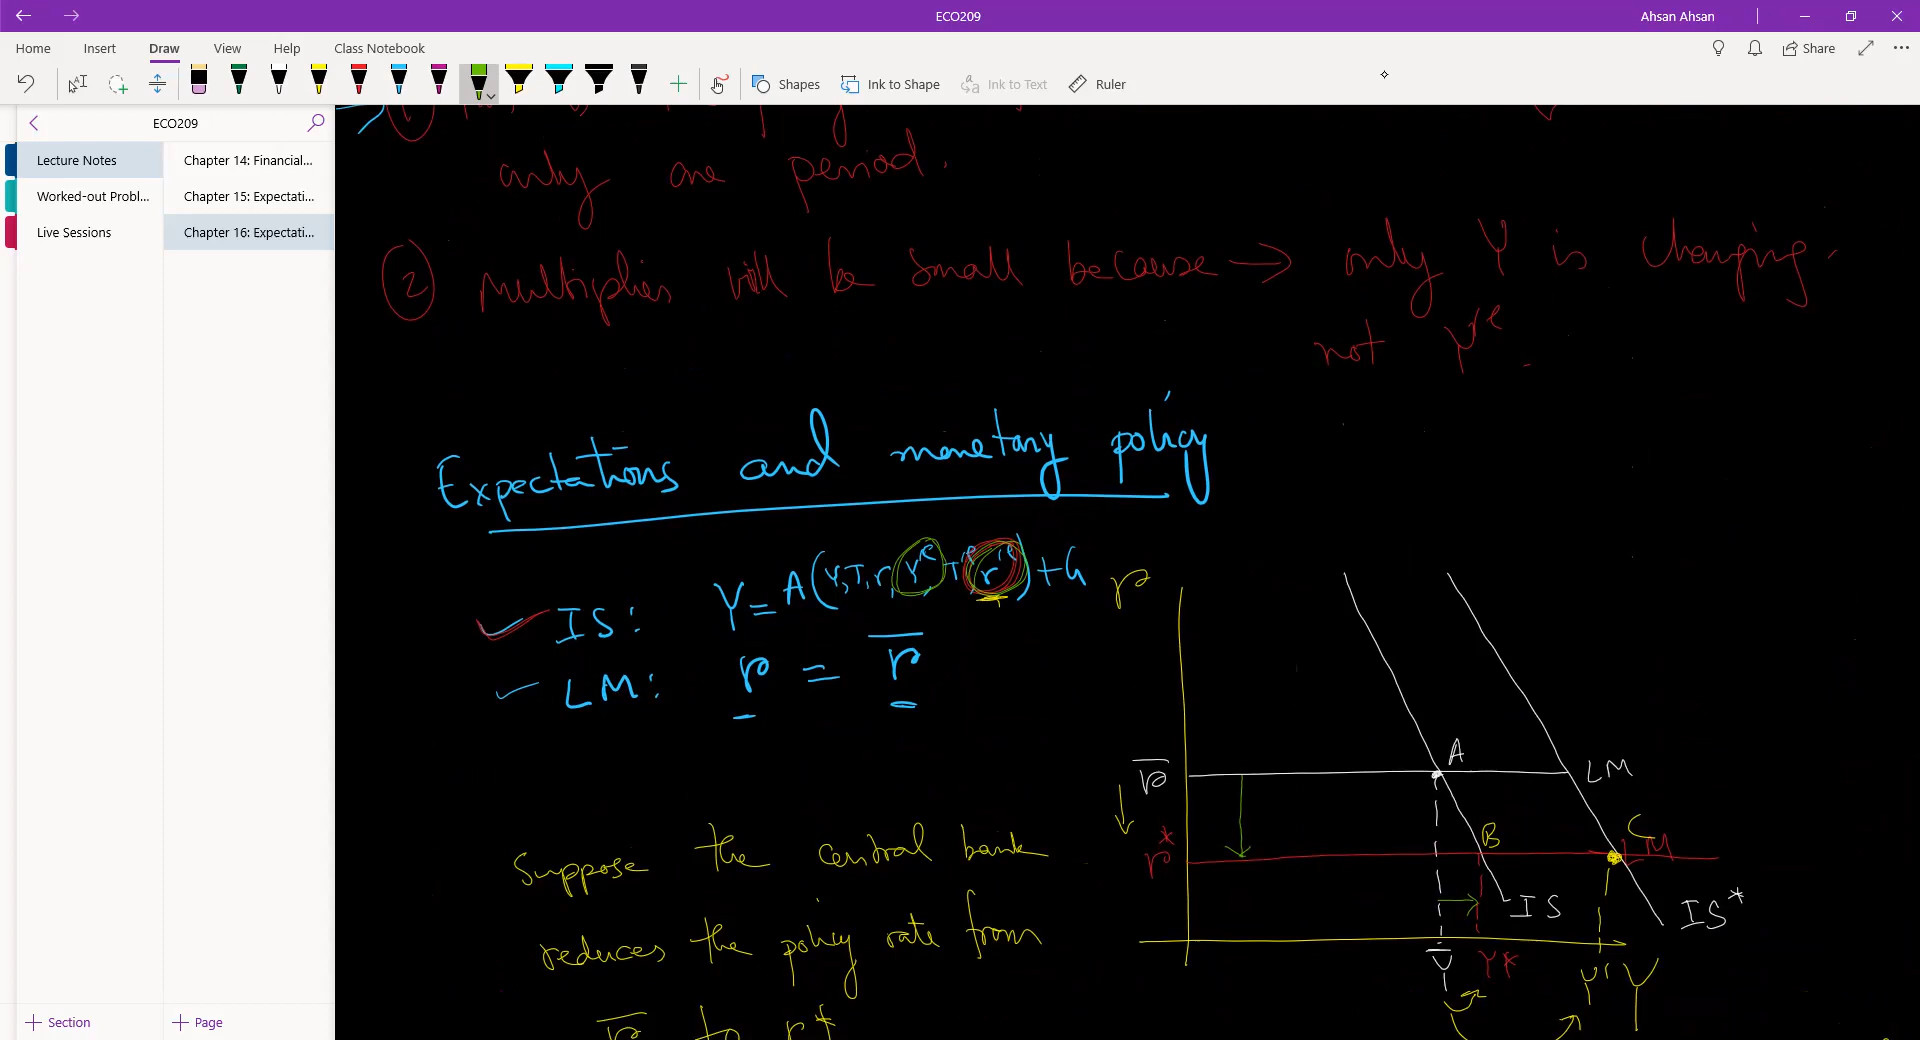 ECO209
Ahsan Ahsan
Home Insert Draw View Help Class Notebook
Share
Shapes Ink to Shape Ink to Text Ruler
ECO209
Lecture Notes
Worked-out Probl...
Live Sessions
Chapter 14: Financial...
Chapter 15: Expectati...
Chapter 16: Expectati...
Section
Page
only one period.
2 multiplier will be small because → only Y is changing.
not Y'e.
Expectations and monetary policy
IS: Y = A(Y, T, r, Y'e, T'e, r'e) + G
LM: r = r̅
Suppose the central bank
reduces the policy rate from
r̅ to r*
r
r̅
r*
A
LM
B
C
LM
IS
IS*
Y̅
Y*
Y'
Y